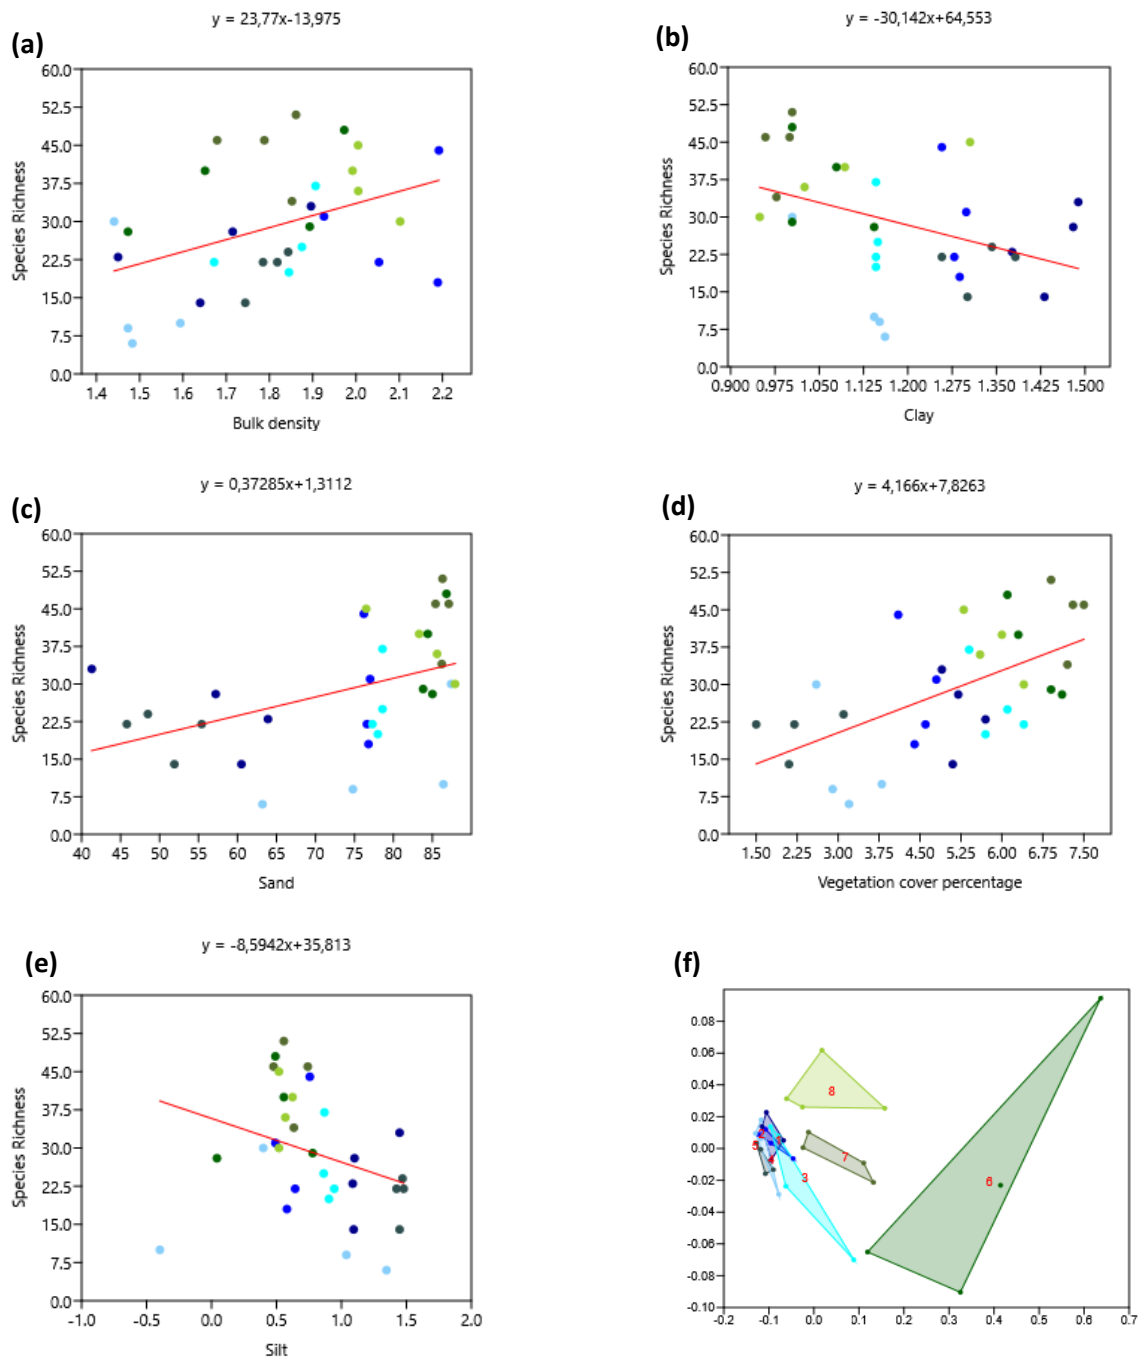 y = 23,77x-13,975
(a)
60.0
52.5
45.0
37.5
30.0
22.5
15.0
7.5
0.0
Species Richness
1.4 1.5 1.6 1.7 1.8 1.9 2.0 2.1 2.2
Bulk density
y = -30,142x+64,553
(b)
60.0
52.5
45.0
37.5
30.0
22.5
15.0
7.5
0.0
Species Richness
0.900 0.975 1.050 1.125 1.200 1.275 1.350 1.425 1.500
Clay
y = 0,37285x+1,3112
(c)
60.0
52.5
45.0
37.5
30.0
22.5
15.0
7.5
0.0
Species Richness
40 45 50 55 60 65 70 75 80 85
Sand
y = 4,166x+7,8263
(d)
60.0
52.5
45.0
37.5
30.0
22.5
15.0
7.5
0.0
Species Richness
1.50 2.25 3.00 3.75 4.50 5.25 6.00 6.75 7.50
Vegetation cover percentage
y = -8,5942x+35,813
(e)
60.0
52.5
45.0
37.5
30.0
22.5
15.0
7.5
0.0
Species Richness
-1.0 -0.5 0.0 0.5 1.0 1.5 2.0
Silt
(f)
0.08
0.06
0.04
0.02
0.00
-0.02
-0.04
-0.06
-0.08
-0.10
8
7
3
6
-0.2 -0.1 0.0 0.1 0.2 0.3 0.4 0.5 0.6 0.7